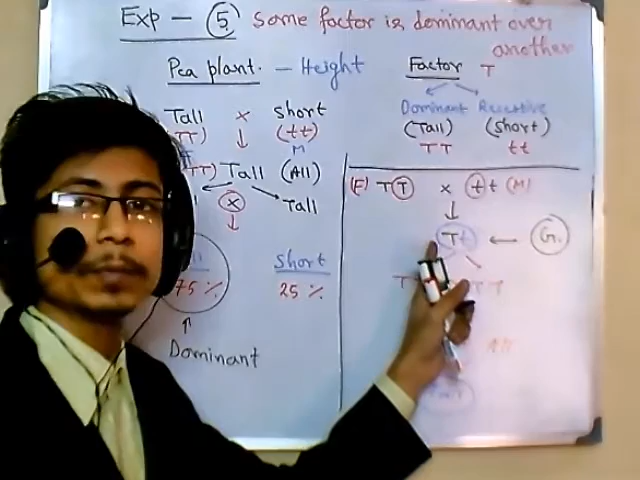 Exp - 5 some factor is dominant over
another
Pea plant. - Height
Factor T
Tall x short
(TT) (tt)
M
Tall (All)
x Tall
75 % short
25 %
Dominant
Dominant Recessive
(Tall) (short)
TT tt
(F) TT x tt (M)
Tt ← G.